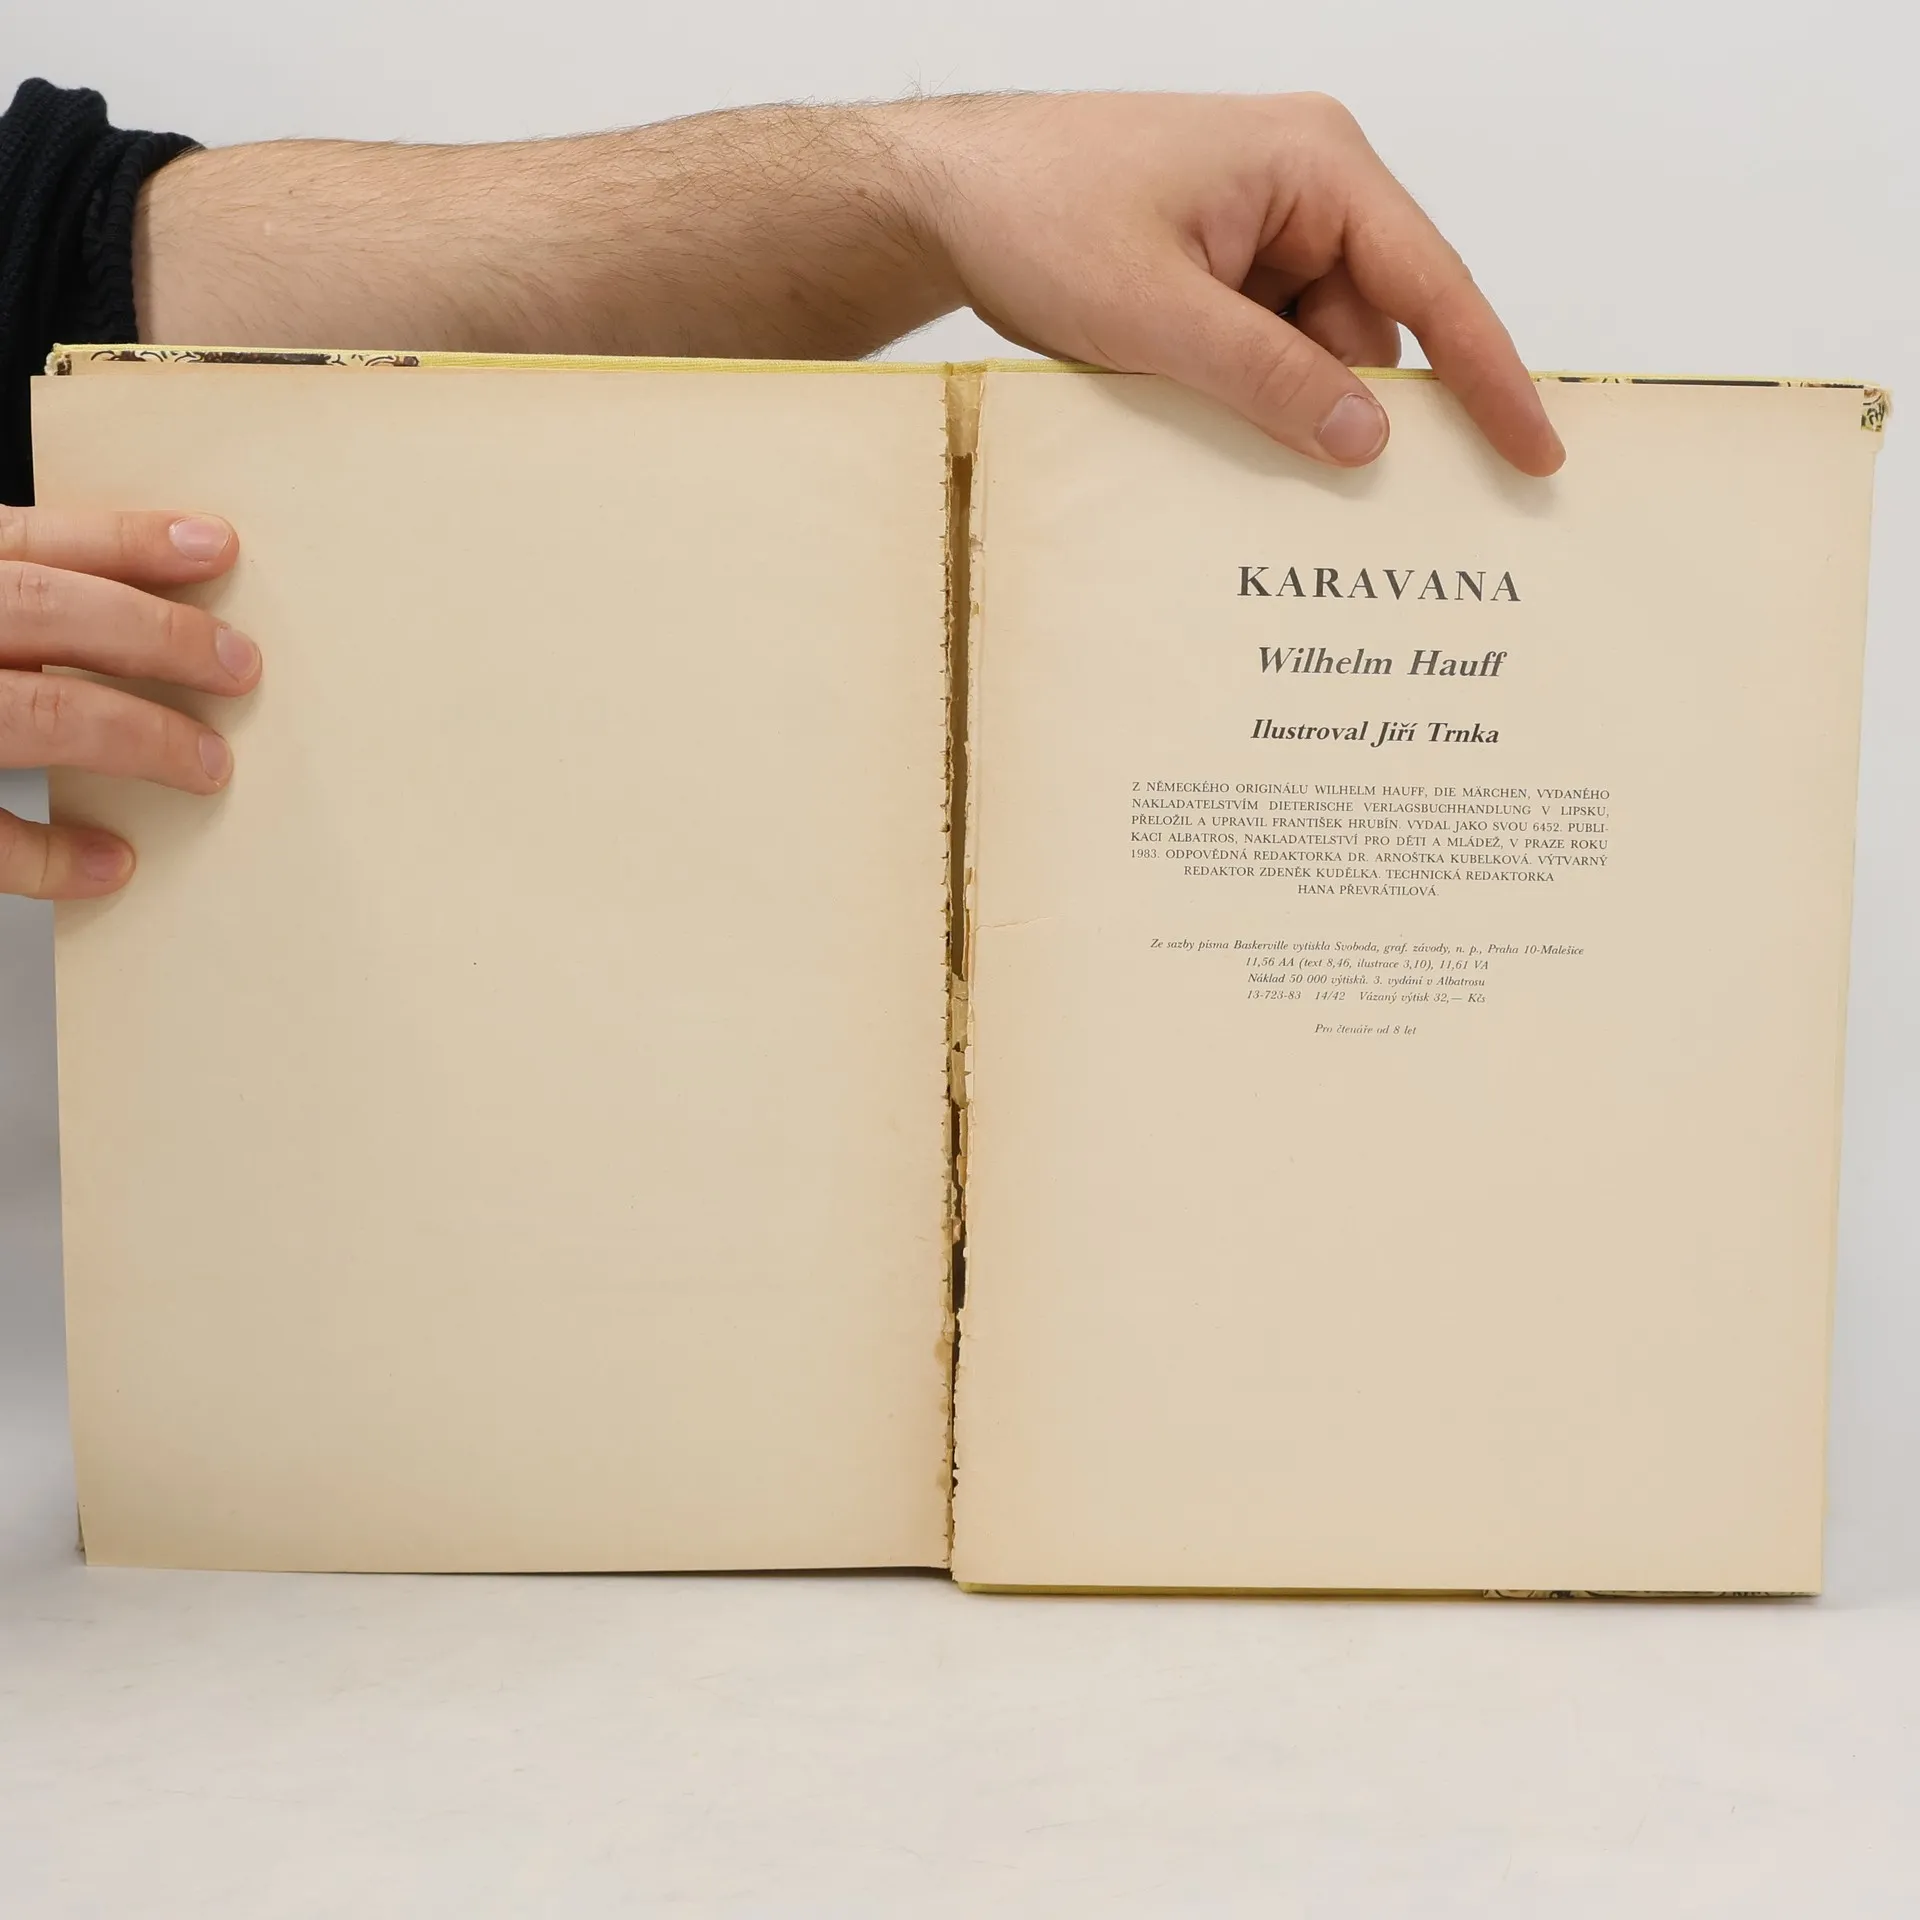 KARAVANA
Wilhelm Hauff
Ilustroval Jiří Trnka
Z NĚMECKÉHO ORIGINÁLU WILHELM HAUFF, DIE MÄRCHEN, VYDANÉHO
NAKLADATELSTVÍM DIETERISCHE VERLAGSBUCHHANDLUNG V LIPSKU,
PŘELOŽIL A UPRAVIL FRANTIŠEK HRUBÍN. VYDAL JAKO SVOU 6452. PUBLI-
KACI ALBATROS, NAKLADATELSTVÍ PRO DĚTI A MLÁDEŽ, V PRAZE ROKU
1983. ODPOVĚDNÁ REDAKTORKA DR. ARNOŠTKA KUBELKOVÁ. VÝTVARNÝ
REDAKTOR ZDENĚK KUDĚLKA. TECHNICKÁ REDAKTORKA
HANA PŘEVRÁTILOVÁ.
Ze sazby písma Baskerville vytiskla Svoboda, graf. závody, n. p., Praha 10-Malešice
11,56 AA (text 8,46, ilustrace 3,10), 11,61 VA
Náklad 50 000 výtisků. 3. vydání v Albatrosu
13-723-83 14/42 Vázaný výtisk 32,— Kčs
Pro čtenáře od 8 let